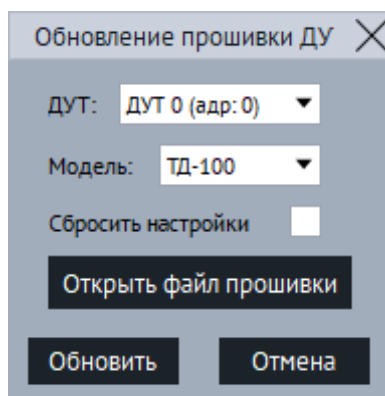 Обновление прошивки ДУ
ДУТ: ДУТ 0 (адр: 0)
Модель: ТД-100
Сбросить настройки
Открыть файл прошивки
Обновить Отмена